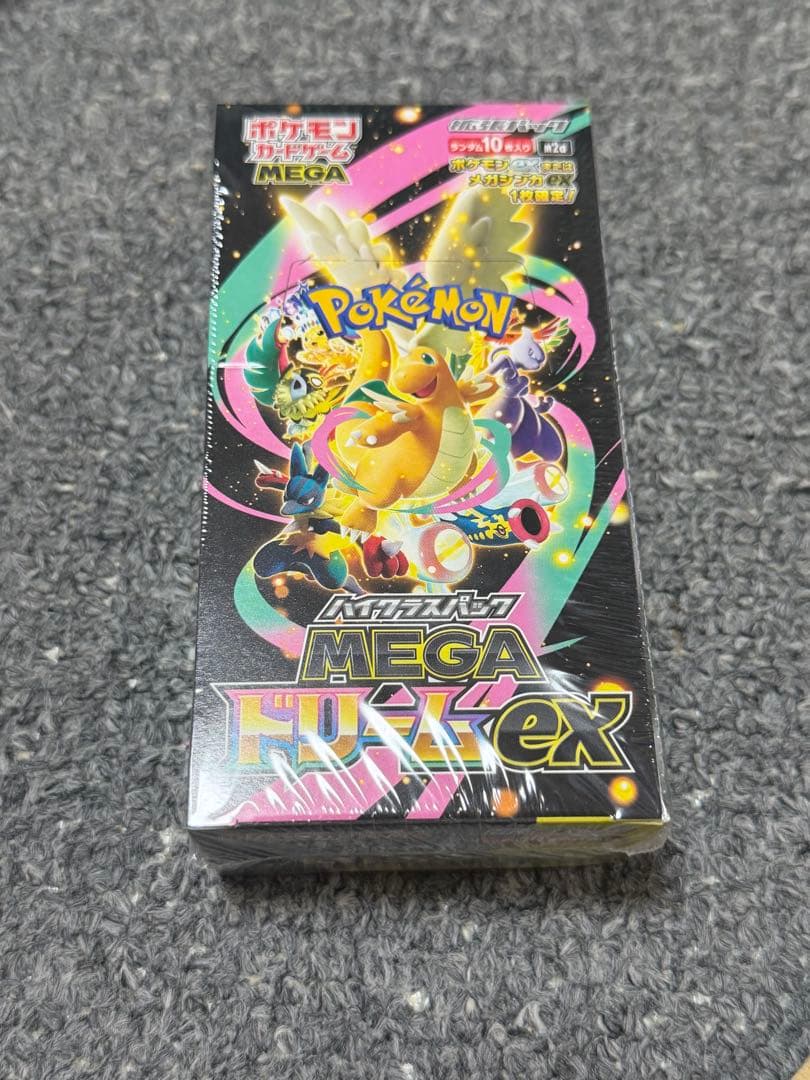 ポケモン
カードゲーム
MEGA
拡張パック
ランダム10枚入り
m2a
ポケモンexまたは
メガシンカex
1枚確定!
POKéMON
ハイクラスパック
MEGA
ドリームex